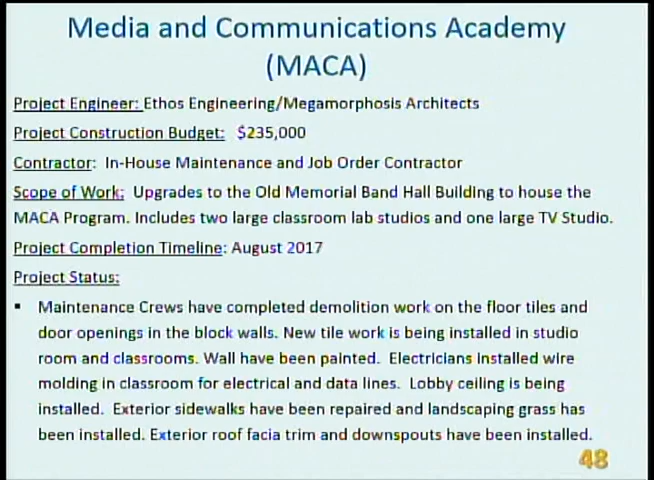 Media and Communications Academy
(MACA)
Project Engineer: Ethos Engineering/Megamorphosis Architects
Project Construction Budget: $235,000
Contractor: In-House Maintenance and Job Order Contractor
Scope of Work: Upgrades to the Old Memorial Band Hall Building to house the
MACA Program. Includes two large classroom lab studios and one large TV Studio.
Project Completion Timeline: August 2017
Project Status:
▪ Maintenance Crews have completed demolition work on the floor tiles and
door openings in the block walls. New tile work is being installed in studio
room and classrooms. Wall have been painted. Electricians installed wire
molding in classroom for electrical and data lines. Lobby ceiling is being
installed. Exterior sidewalks have been repaired and landscaping grass has
been installed. Exterior roof facia trim and downspouts have been installed.
48